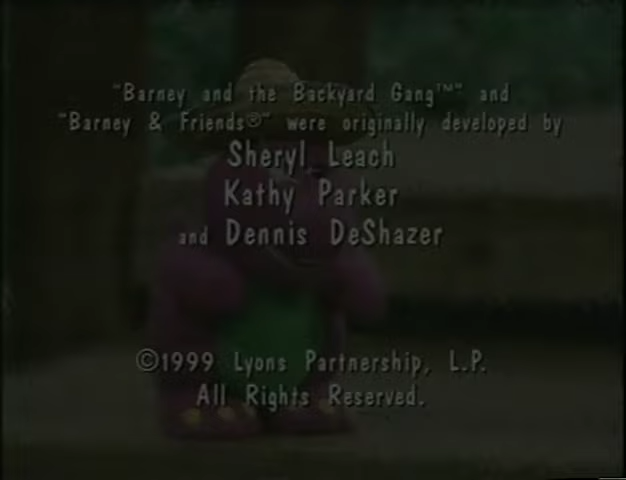 "Barney and the Backyard Gang™" and
"Barney & Friends®" were originally developed by
Sheryl Leach
Kathy Parker
and Dennis DeShazer
©1999 Lyons Partnership, L.P.
All Rights Reserved.